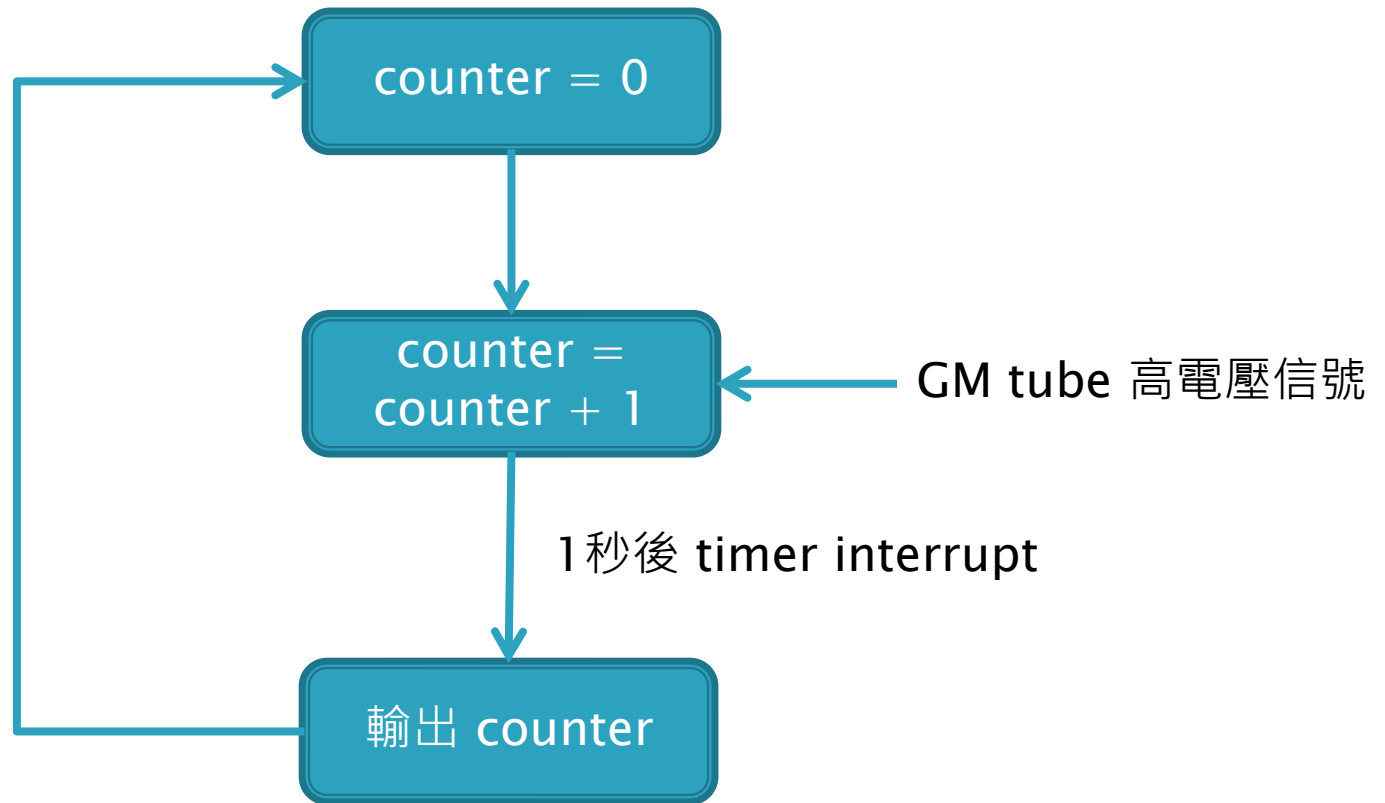 counter = 0
counter =
counter + 1
GM tube 高電壓信號
1秒後 timer interrupt
輸出 counter